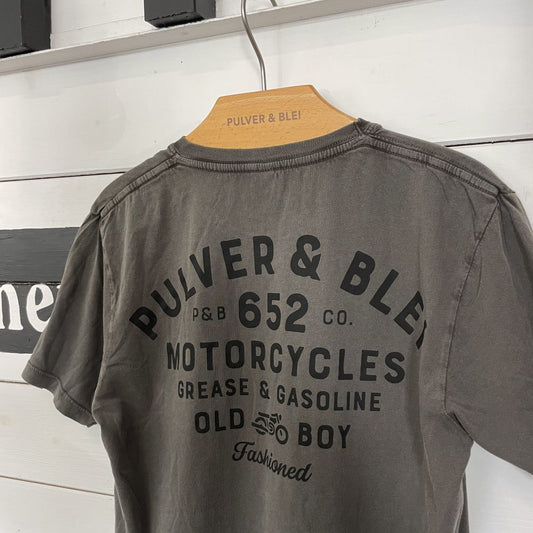 PULVER & BLEI
PULVER & BLEI
P&B 652 CO.
MOTORCYCLES
GREASE & GASOLINE
OLD BOY
Fashioned